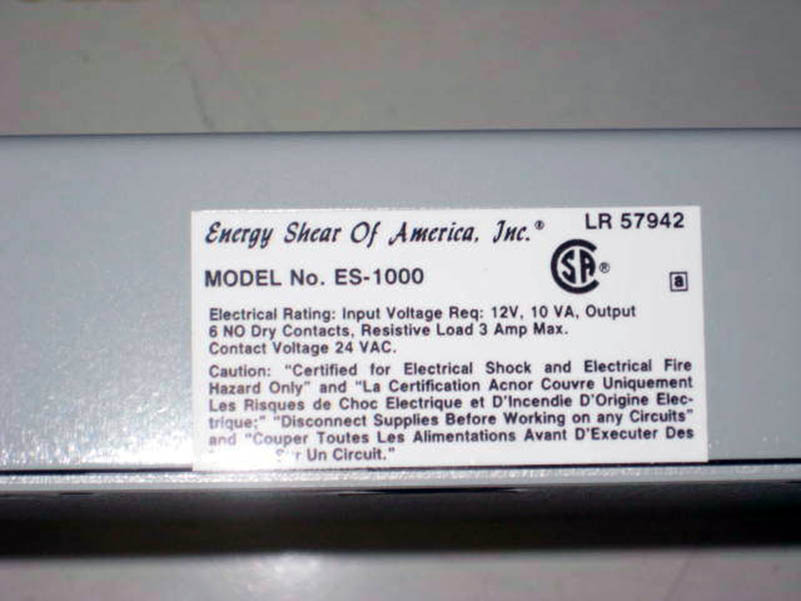 Energy Shear Of America, Inc.® LR 57942
CSA®
MODEL No. ES-1000
a
Electrical Rating: Input Voltage Req: 12V, 10 VA, Output
6 NO Dry Contacts, Resistive Load 3 Amp Max.
Contact Voltage 24 VAC.
Caution: "Certified for Electrical Shock and Electrical Fire
Hazard Only" and "La Certification Acnor Couvre Uniquement
Les Risques de Choc Electrique et D'Incendie D'Origine Elec-
trique;" "Disconnect Supplies Before Working on any Circuits"
and "Couper Toutes Les Alimentations Avant D'Executer Des
Un Circuit."